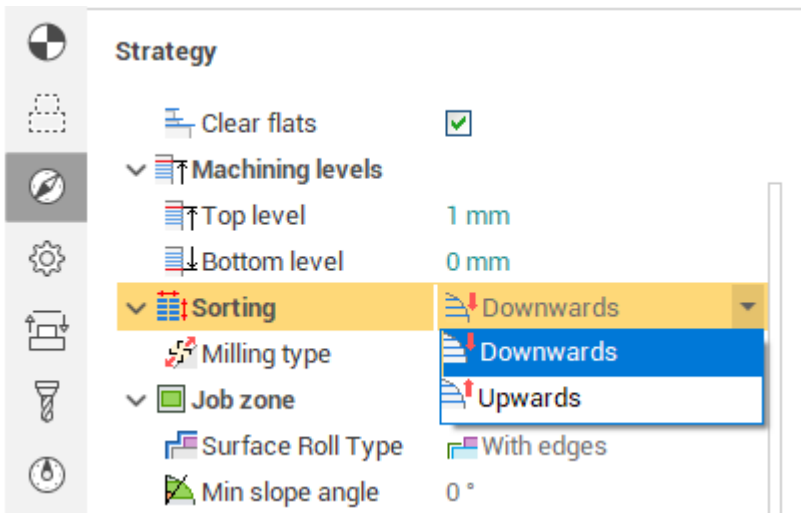 Strategy
Clear flats
Machining levels
Top level 1 mm
Bottom level 0 mm
Sorting Downwards
Milling type Downwards
Upwards
Job zone
Surface Roll Type With edges
Min slope angle 0 °